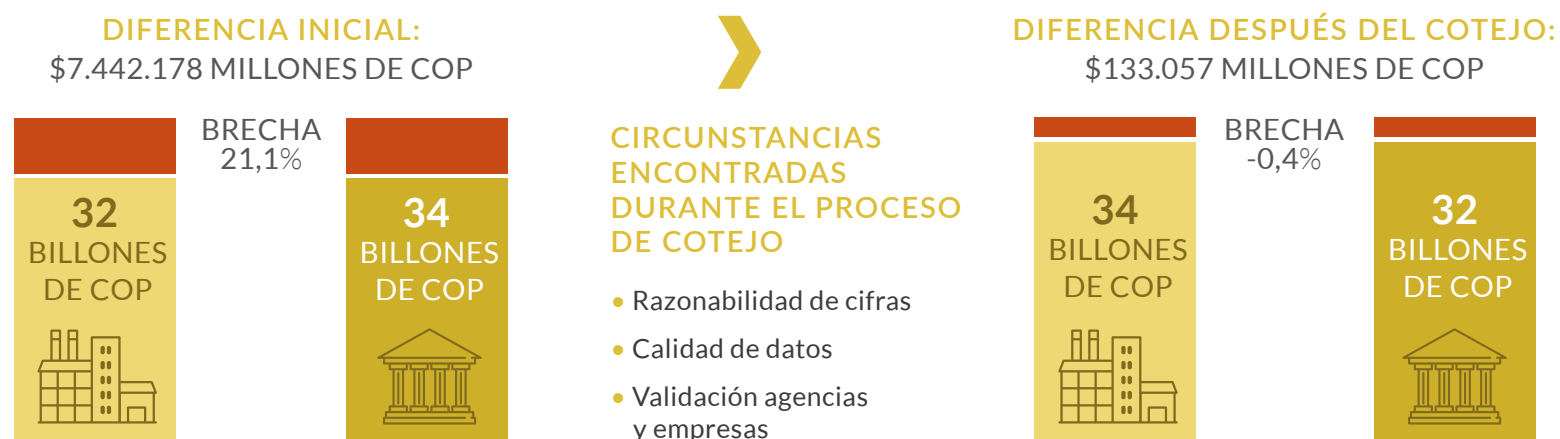 DIFERENCIA INICIAL:
$7.442.178 MILLONES DE COP
BRECHA
21,1%
32
BILLONES
DE COP
34
BILLONES
DE COP
CIRCUNSTANCIAS
ENCONTRADAS
DURANTE EL PROCESO
DE COTEJO
• Razonabilidad de cifras
• Calidad de datos
• Validación agencias
y empresas
DIFERENCIA DESPUÉS DEL COTEJO:
$133.057 MILLONES DE COP
BRECHA
-0,4%
34
BILLONES
DE COP
32
BILLONES
DE COP